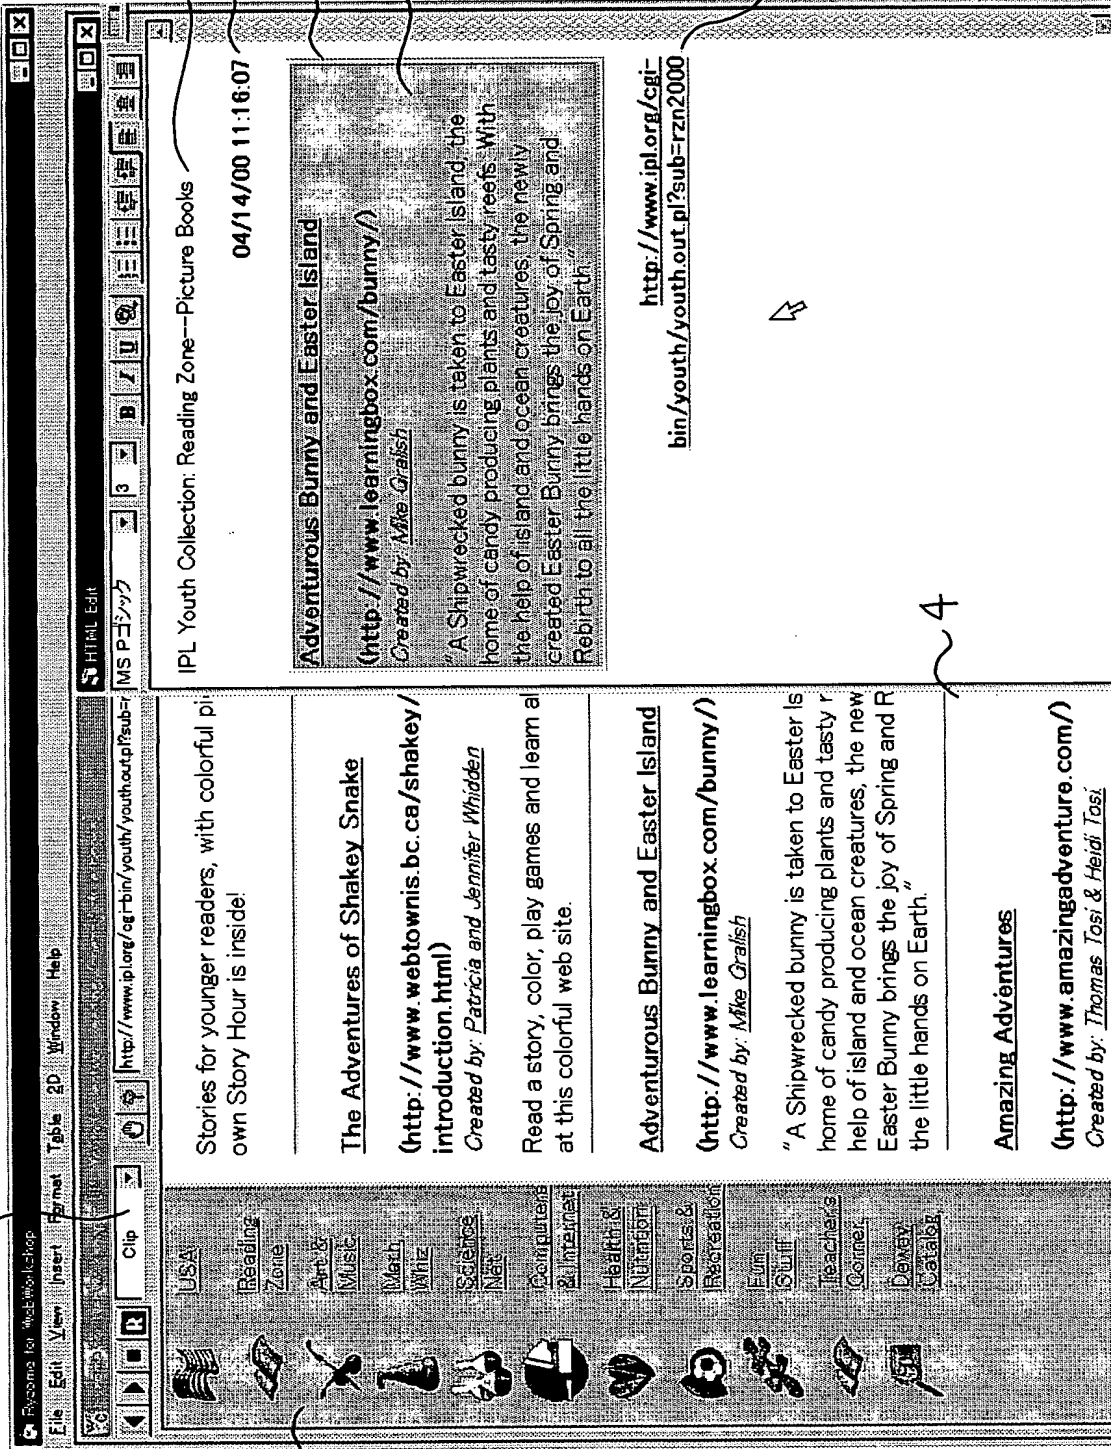 for WebWorkshop
File Edit View Insert Format Table 2D Window Help
Clip
http://www.ipl.org/cgi-bin/youth/youth.out.pl?sub=r
USA
Reading
Zone
Art &
Music
Math
Whiz
Science
Net
Computers
& Internet
Health &
Nutrition
Sports &
Recreation
Fun
Stuff
Teacher's
Corner
Dewey
Catalog
Stories for younger readers, with colorful pi
own Story Hour is inside!
The Adventures of Shakey Snake
(http://www.webtownis.bc.ca/shakey/
introduction.html)
Created by: Patricia and Jennifer Whidden
Read a story, color, play games and learn al
at this colorful web site.
Adventurous Bunny and Easter Island
(http://www.learningbox.com/bunny/)
Created by: Mike Gralish
"A Shipwrecked bunny is taken to Easter Is
home of candy producing plants and tasty r
help of island and ocean creatures, the new
Easter Bunny brings the joy of Spring and R
the little hands on Earth."
Amazing Adventures
(http://www.amazingadventure.com/)
Created by: Thomas Tosi & Heidi Tosi
4
HTML Edit
MS Pゴシック 3 B I U
IPL Youth Collection: Reading Zone--Picture Books
04/14/00 11:16:07
Adventurous Bunny and Easter Island
(http://www.learningbox.com/bunny/)
Created by: Mike Gralish
"A Shipwrecked bunny is taken to Easter Island, the
home of candy producing plants and tasty reefs. With
the help of island and ocean creatures, the newly
created Easter Bunny brings the joy of Spring and
Rebirth to all the little hands on Earth."
http://www.ipl.org/cgi-
bin/youth/youth.out.pl?sub=rzn2000